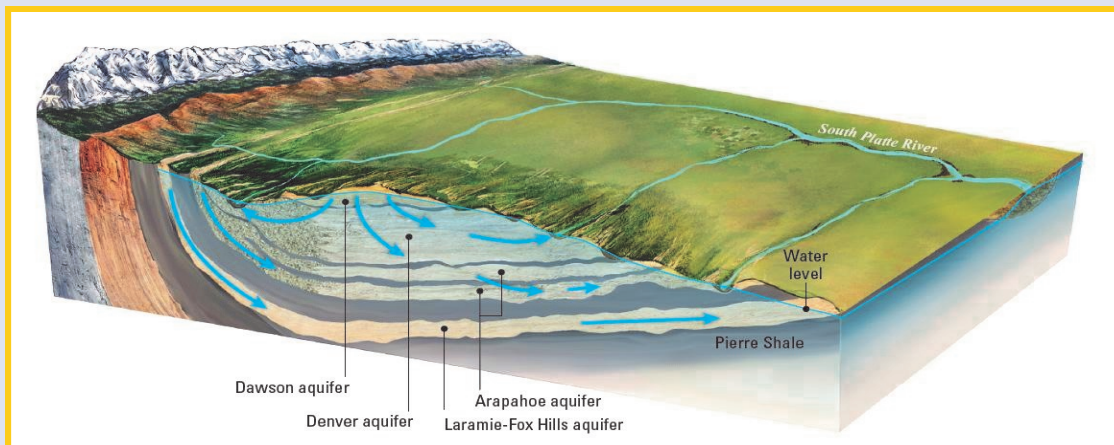 South Platte River
Water
level
Pierre Shale
Dawson aquifer
Arapahoe aquifer
Denver aquifer
Laramie-Fox Hills aquifer